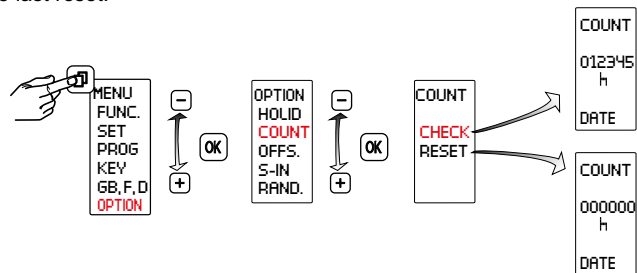 e last reset.
MENU
FUNC.
SET
PROG
KEY
GB,F,D
OPTION
−
OK
+
OPTION
HOLID
COUNT
OFFS.
S-IN
RAND.
−
OK
+
COUNT
CHECK
RESET
COUNT
012345
h
DATE
COUNT
000000
h
DATE